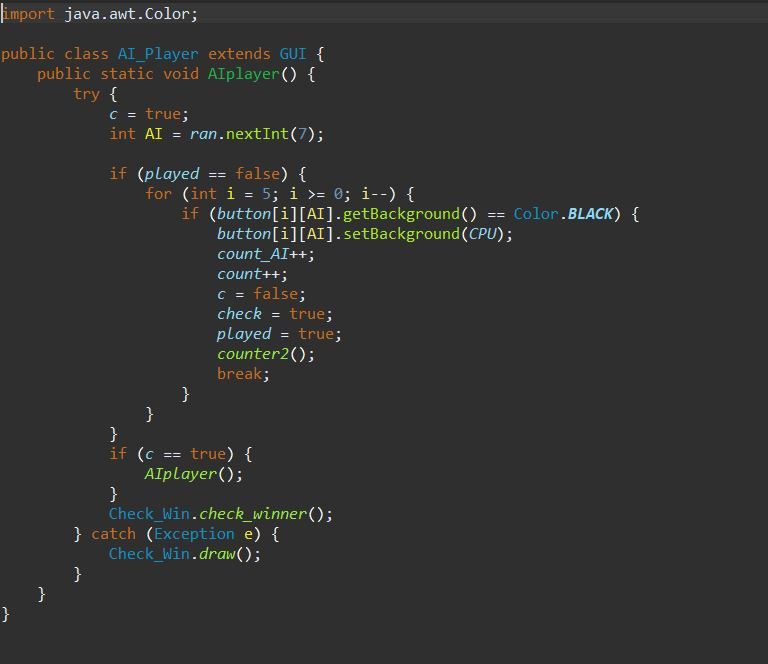 import java.awt.Color;
public class AI_Player extends GUI {
public static void AIplayer() {
try {
c = true;
int AI = ran.nextInt(7);
if (played == false) {
for (int i = 5; i >= 0; i--) {
if (button[i][AI].getBackground() == Color.BLACK) {
button[i][AI].setBackground(CPU);
count_AI++;
count++;
c = false;
check = true;
played = true;
counter2();
break;
}
}
}
if (c == true) {
AIplayer();
}
Check_Win.check_winner();
} catch (Exception e) {
Check_Win.draw();
}
}
}